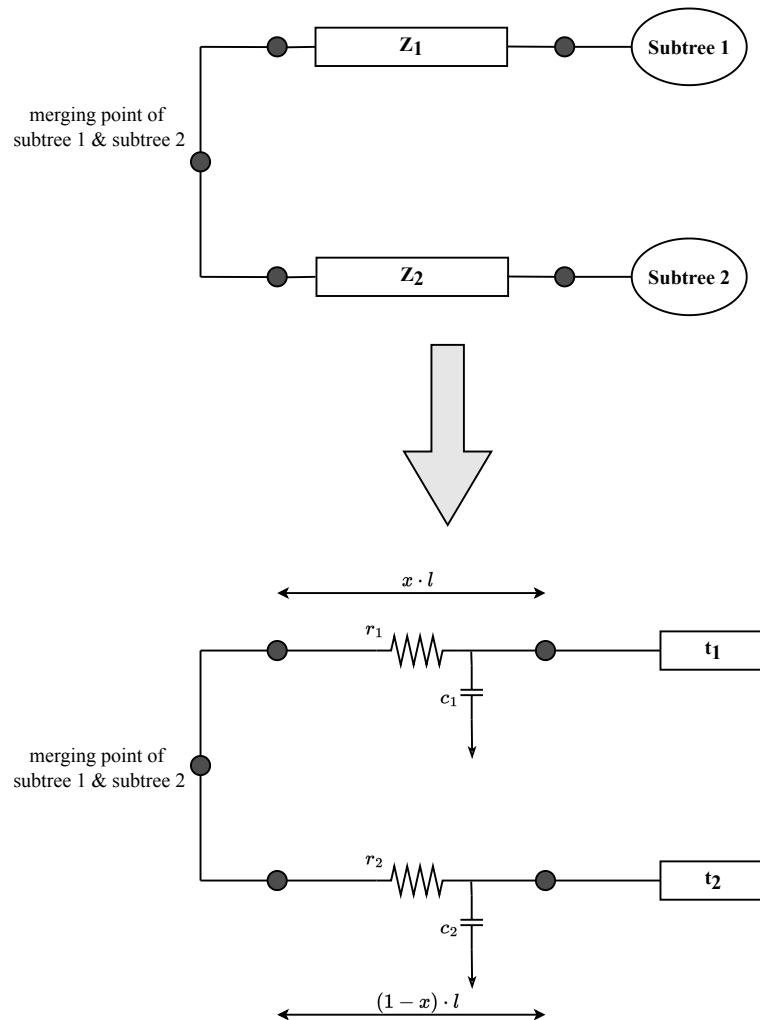 Z₁
Subtree 1
merging point of
subtree 1 & subtree 2
Z₂
Subtree 2
x · l
r₁
t₁
c₁
merging point of
subtree 1 & subtree 2
r₂
t₂
c₂
(1 − x) · l